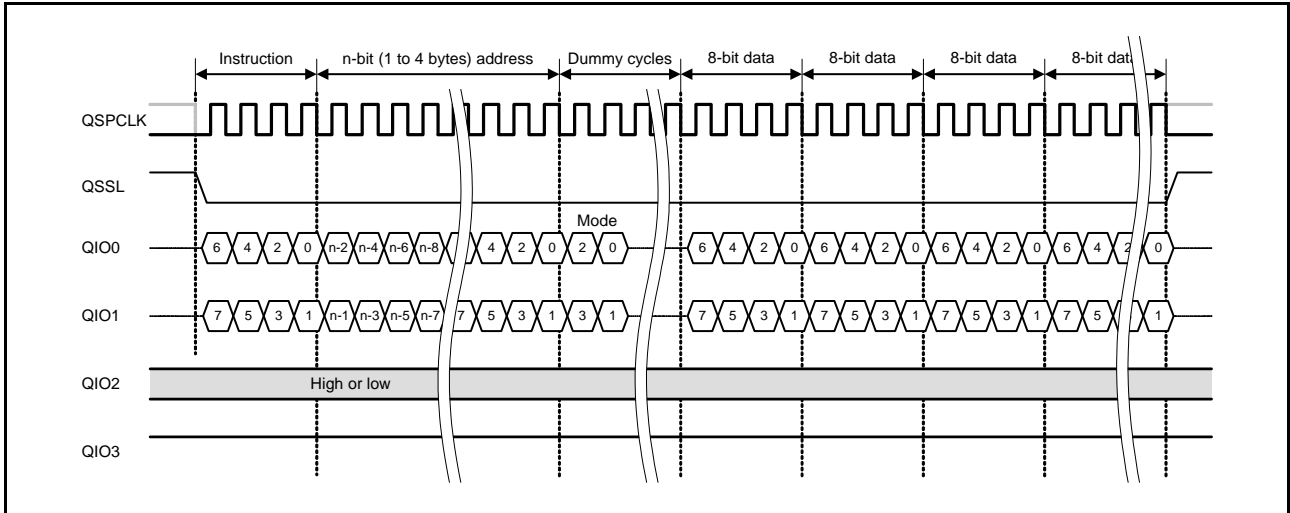 Instruction n-bit (1 to 4 bytes) address Dummy cycles 8-bit data 8-bit data 8-bit data 8-bit dat
QSPCLK
QSSL
Mode
QIO0 6 4 2 0 n-2 n-4 n-6 n-8 4 2 0 2 0 6 4 2 0 6 4 2 0 6 4 2 0 6 4 2 0
QIO1 7 5 3 1 n-1 n-3 n-5 n-7 7 5 3 1 3 1 7 5 3 1 7 5 3 1 7 5 3 1 7 5 1
QIO2 High or low
QIO3